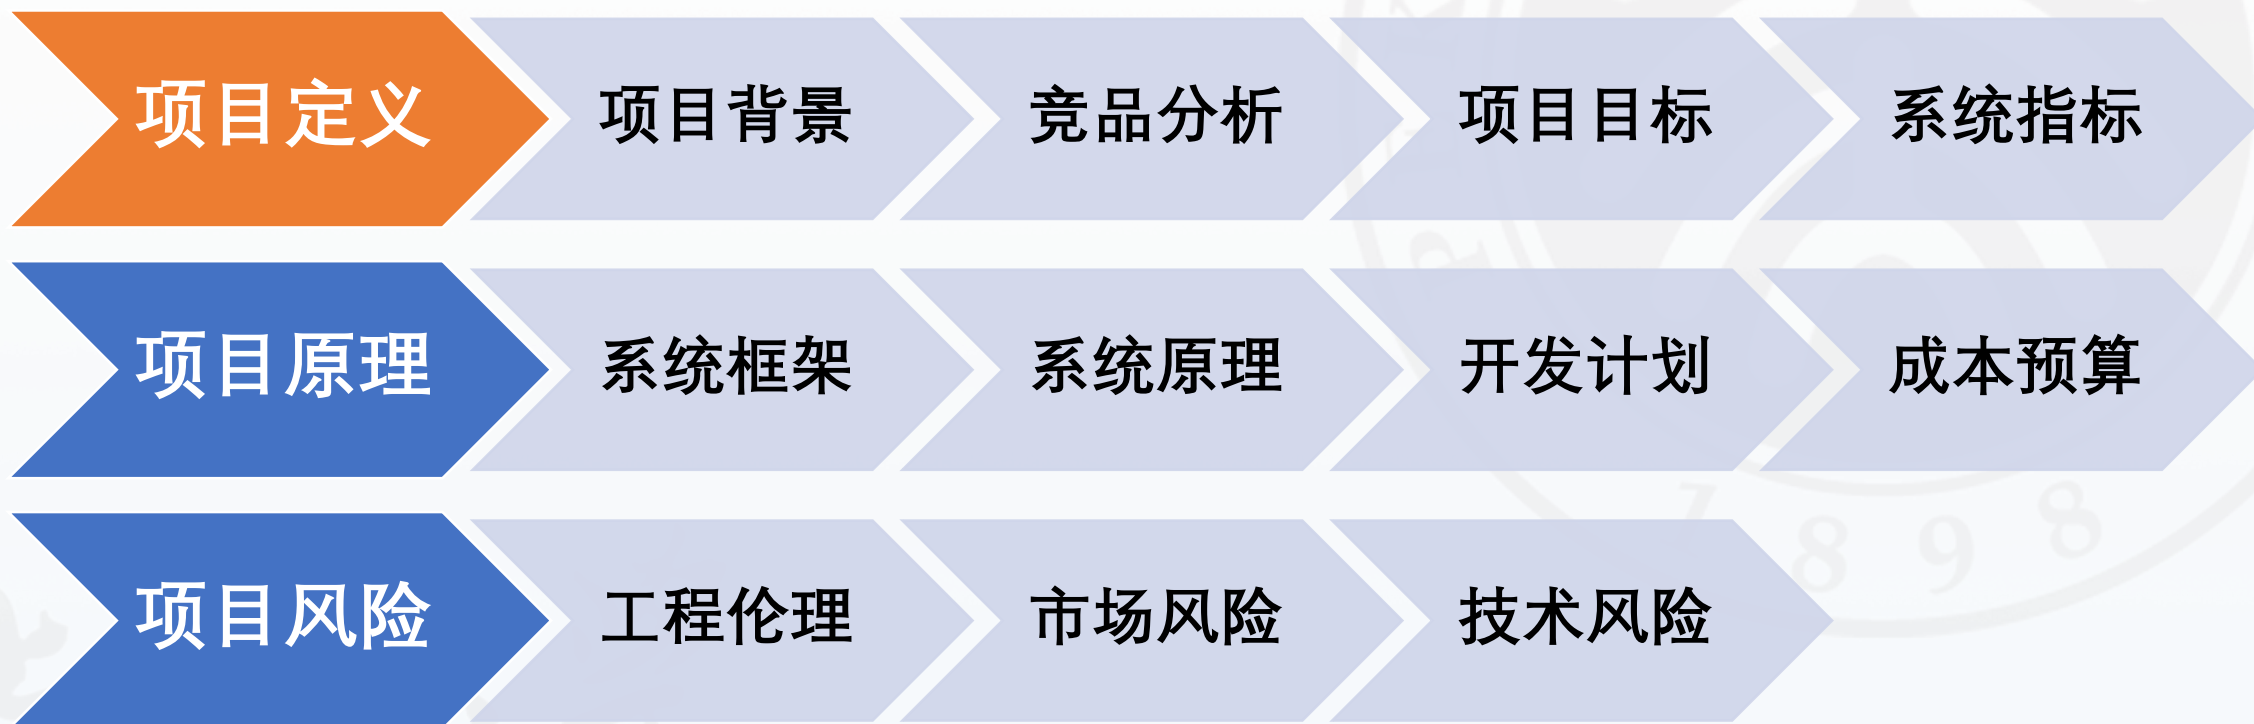 项目定义 项目背景 竞品分析 项目目标 系统指标
项目原理 系统框架 系统原理 开发计划 成本预算
项目风险 工程伦理 市场风险 技术风险
1898